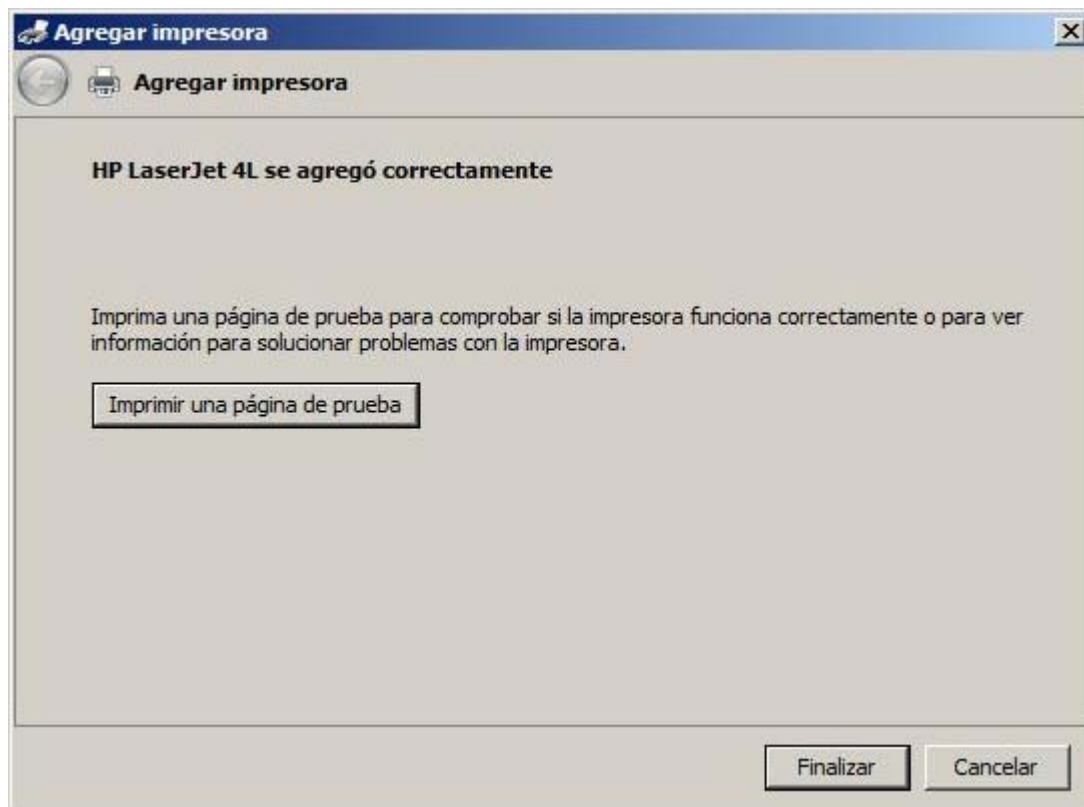 Agregar impresora
Agregar impresora
HP LaserJet 4L se agregó correctamente
Imprima una página de prueba para comprobar si la impresora funciona correctamente o para ver
información para solucionar problemas con la impresora.
Imprimir una página de prueba
Finalizar
Cancelar